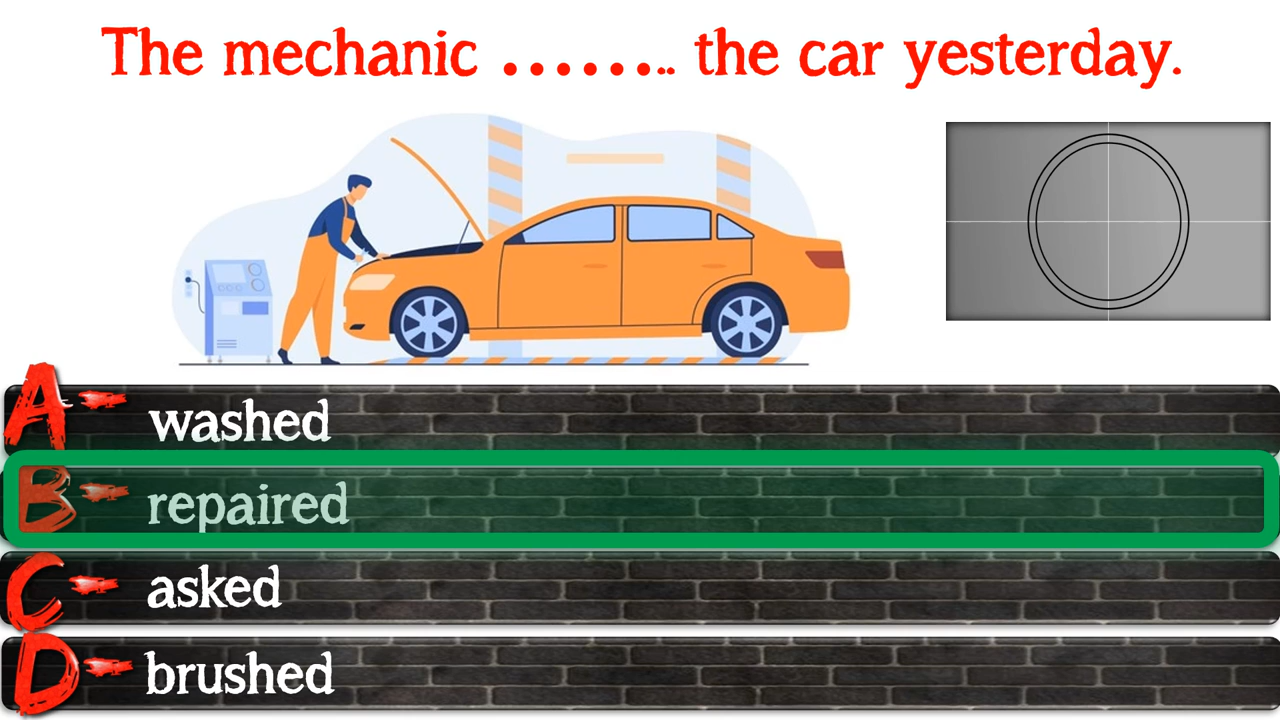 The mechanic …….. the car yesterday.
A- washed
B- repaired
C- asked
D- brushed